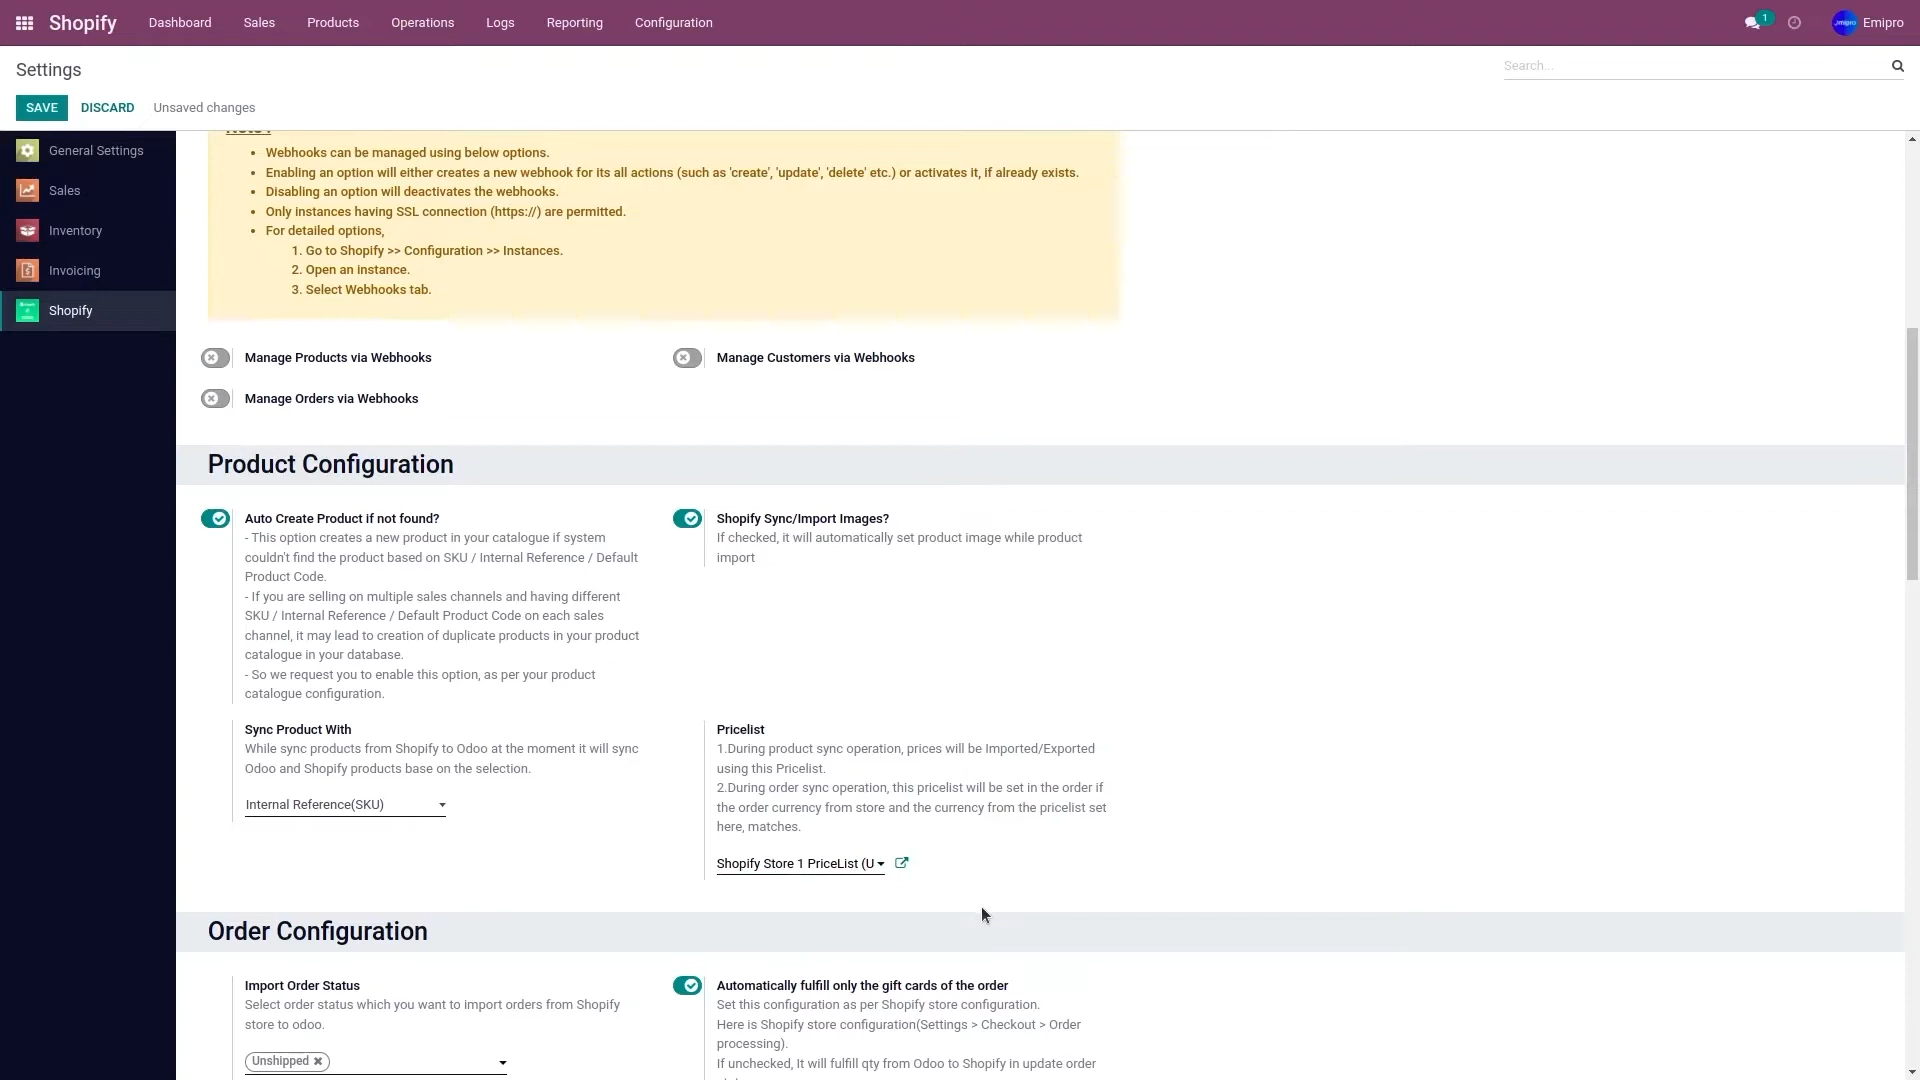 Shopify Dashboard Sales Products Operations Logs Reporting Configuration 1 Emipro
Settings
Search...
SAVE DISCARD Unsaved changes
General Settings
Sales
Inventory
Invoicing
Shopify
• Webhooks can be managed using below options.
• Enabling an option will either creates a new webhook for its all actions (such as 'create', 'update', 'delete' etc.) or activates it, if already exists.
• Disabling an option will deactivates the webhooks.
• Only instances having SSL connection (https://) are permitted.
• For detailed options,
1. Go to Shopify >> Configuration >> Instances.
2. Open an instance.
3. Select Webhooks tab.
Manage Products via Webhooks
Manage Customers via Webhooks
Manage Orders via Webhooks
Product Configuration
Auto Create Product if not found?
- This option creates a new product in your catalogue if system
couldn't find the product based on SKU / Internal Reference / Default
Product Code.
- If you are selling on multiple sales channels and having different
SKU / Internal Reference / Default Product Code on each sales
channel, it may lead to creation of duplicate products in your product
catalogue in your database.
- So we request you to enable this option, as per your product
catalogue configuration.
Shopify Sync/Import Images?
If checked, it will automatically set product image while product
import
Sync Product With
While sync products from Shopify to Odoo at the moment it will sync
Odoo and Shopify products base on the selection.
Internal Reference(SKU)
Pricelist
1.During product sync operation, prices will be Imported/Exported
using this Pricelist.
2.During order sync operation, this pricelist will be set in the order if
the order currency from store and the currency from the pricelist set
here, matches.
Shopify Store 1 PriceList (U
Order Configuration
Import Order Status
Select order status which you want to import orders from Shopify
store to odoo.
Unshipped
Automatically fulfill only the gift cards of the order
Set this configuration as per Shopify store configuration.
Here is Shopify store configuration(Settings > Checkout > Order
processing).
If unchecked, It will fulfill qty from Odoo to Shopify in update order